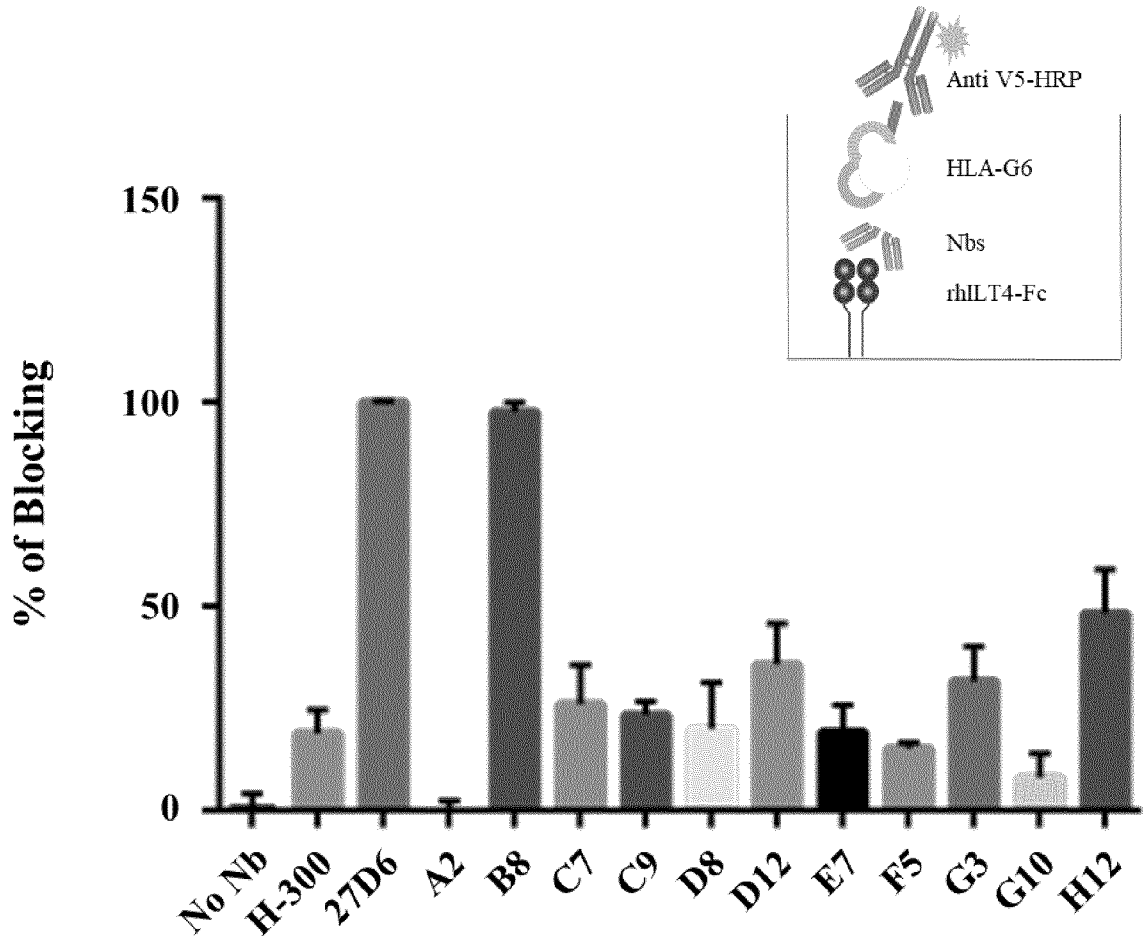 Anti V5-HRP
HLA-G6
Nbs
rhILT4-Fc
% of Blocking
150
100
50
0
No Nb
H-300
27D6
A2
B8
C7
C9
D8
D12
E7
F5
G3
G10
H12